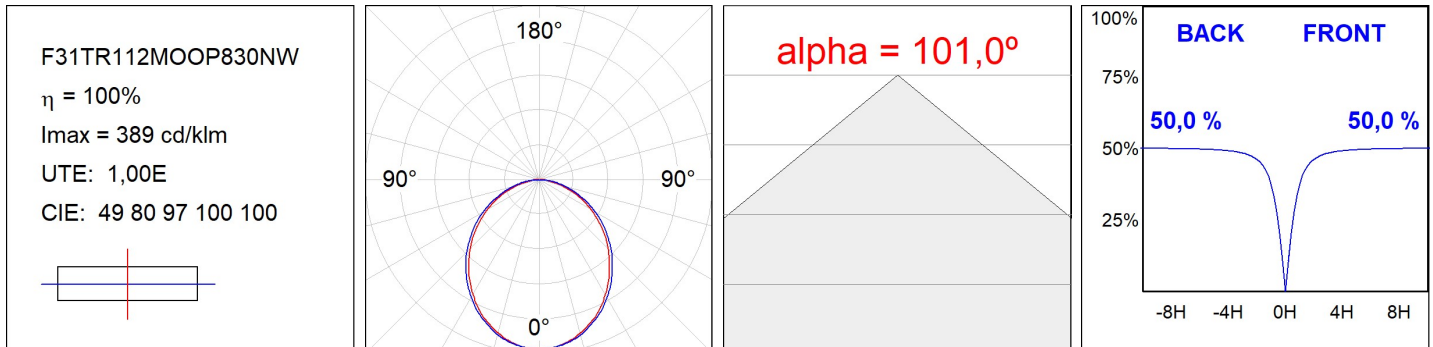 F31TR112MOOP830NW
η = 100%
Imax = 389 cd/klm
UTE: 1,00E
CIE: 49 80 97 100 100
180°
90° 90°
0°
alpha = 101,0º
100%
BACK FRONT
75%
50,0 % 50,0 %
50%
25%
-8H -4H 0H 4H 8H